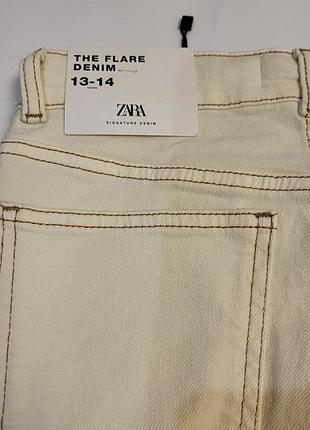 THE FLARE
DENIM
13-14
ZARA
SIGNATURE DENIM